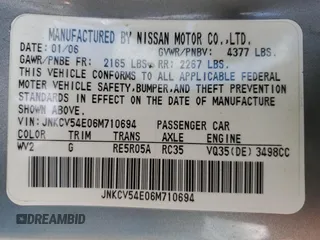 MANUFACTURED BY NISSAN MOTOR CO.,LTD.
DATE: 01/06 GVWR/PNBV: 4377 LBS.
GAWR/PNBE FR: 2165 LBS RR: 2267 LBS.
THIS VEHICLE CONFORMS TO ALL APPLICABLE FEDERAL
MOTOR VEHICLE SAFETY, BUMPER, AND THEFT PREVENTION
STANDARDS IN EFFECT ON THE DATE OF MANUFACTURE
SHOWN ABOVE.
VIN: JNKCV54E06M710694 PASSENGER CAR
COLOR TRIM TRANS AXLE ENGINE
WV2 G RE5R05A RC35 VQ35(DE) 3498CC
JNKCV54E06M710694
DREAMBID